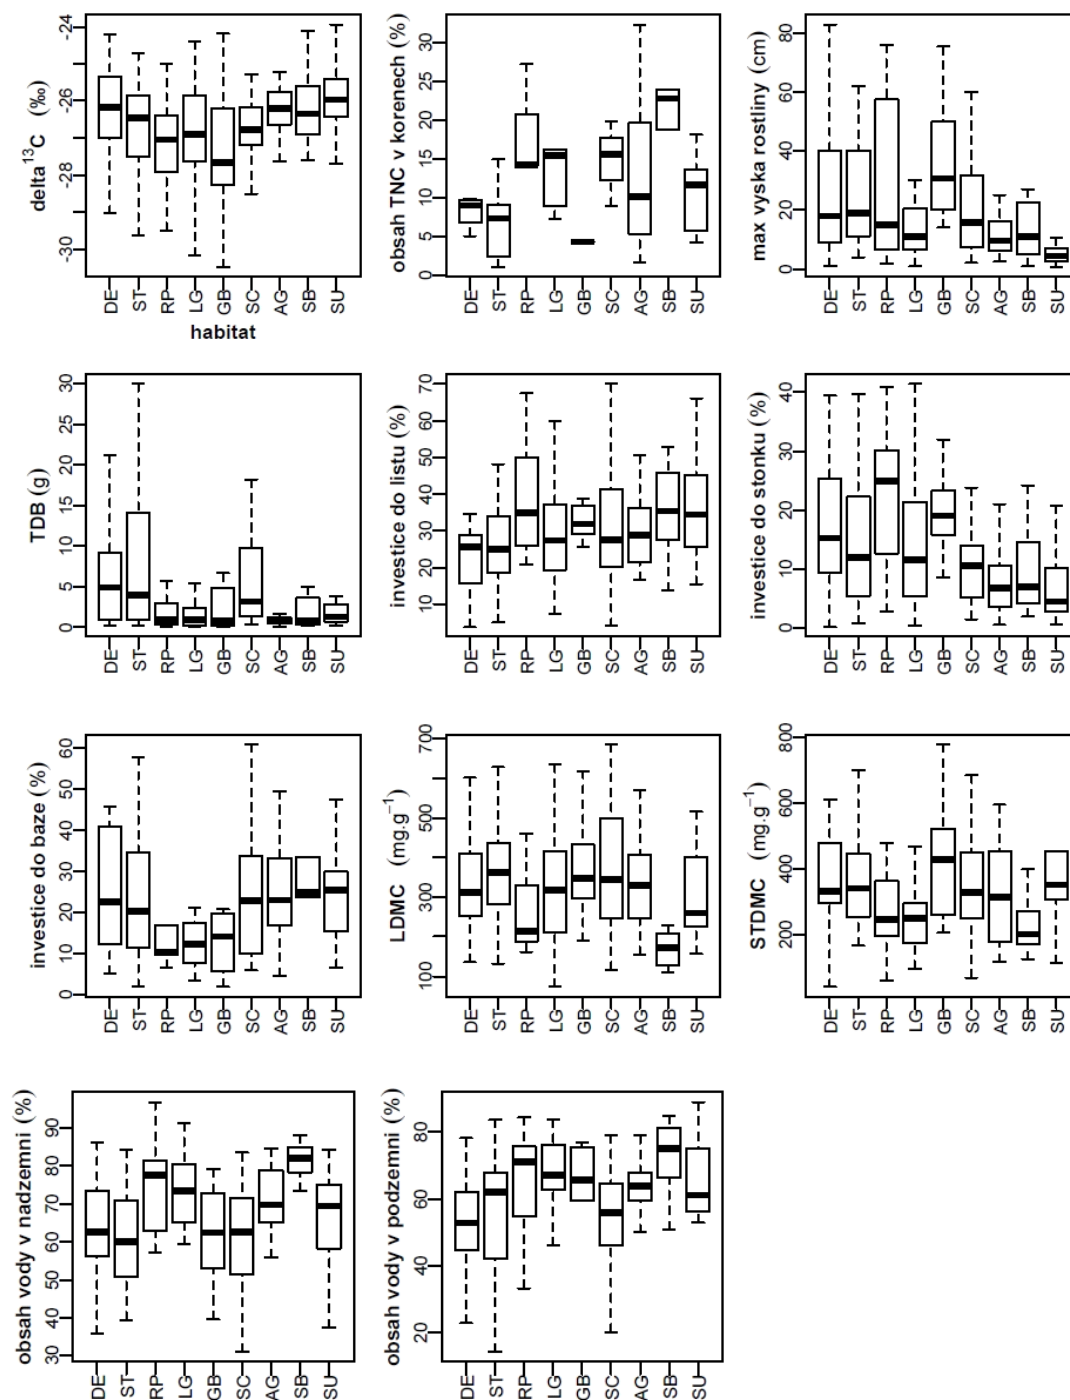 delta ¹³C (‰)
-24
-26
-28
-30
DE ST RP LG GB SC AG SB SU
habitat
obsah TNC v korenech (%)
30
25
20
15
10
5
0
DE ST RP LG GB SC AG SB SU
max vyska rostliny (cm)
80
60
40
20
0
DE ST RP LG GB SC AG SB SU
TDB (g)
30
25
20
15
10
5
0
DE ST RP LG GB SC AG SB SU
investice do listu (%)
70
60
50
40
30
20
10
DE ST RP LG GB SC AG SB SU
investice do stonku (%)
40
30
20
10
0
DE ST RP LG GB SC AG SB SU
investice do baze (%)
60
50
40
30
20
10
0
DE ST RP LG GB SC AG SB SU
LDMC (mg.g⁻¹)
700
500
300
100
DE ST RP LG GB SC AG SB SU
STDMC (mg.g⁻¹)
800
600
400
200
DE ST RP LG GB SC AG SB SU
obsah vody v nadzemni (%)
90
80
70
60
50
40
30
DE ST RP LG GB SC AG SB SU
obsah vody v podzemni (%)
80
60
40
20
DE ST RP LG GB SC AG SB SU